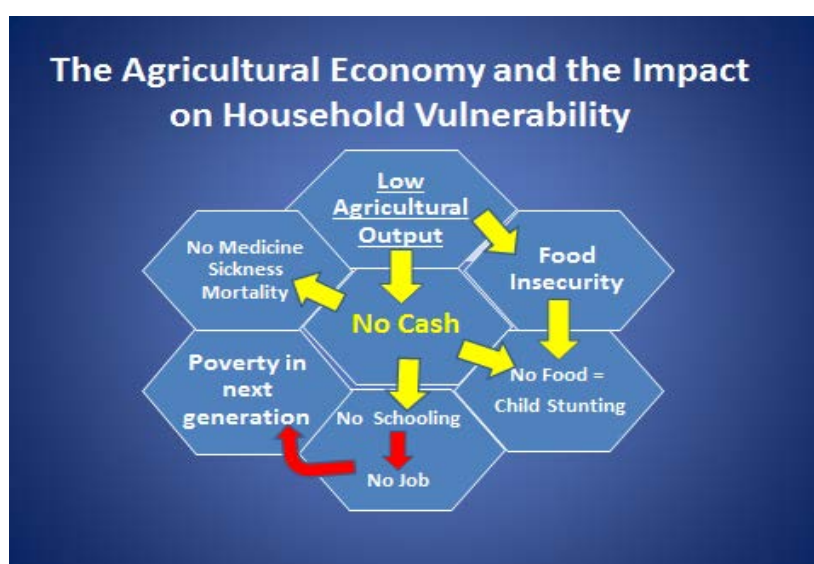 The Agricultural Economy and the Impact
on Household Vulnerability
Low
Agricultural
Output
No Medicine
Sickness
Mortality
Food
Insecurity
No Cash
Poverty in
next
generation
No Food =
Child Stunting
No Schooling
No Job